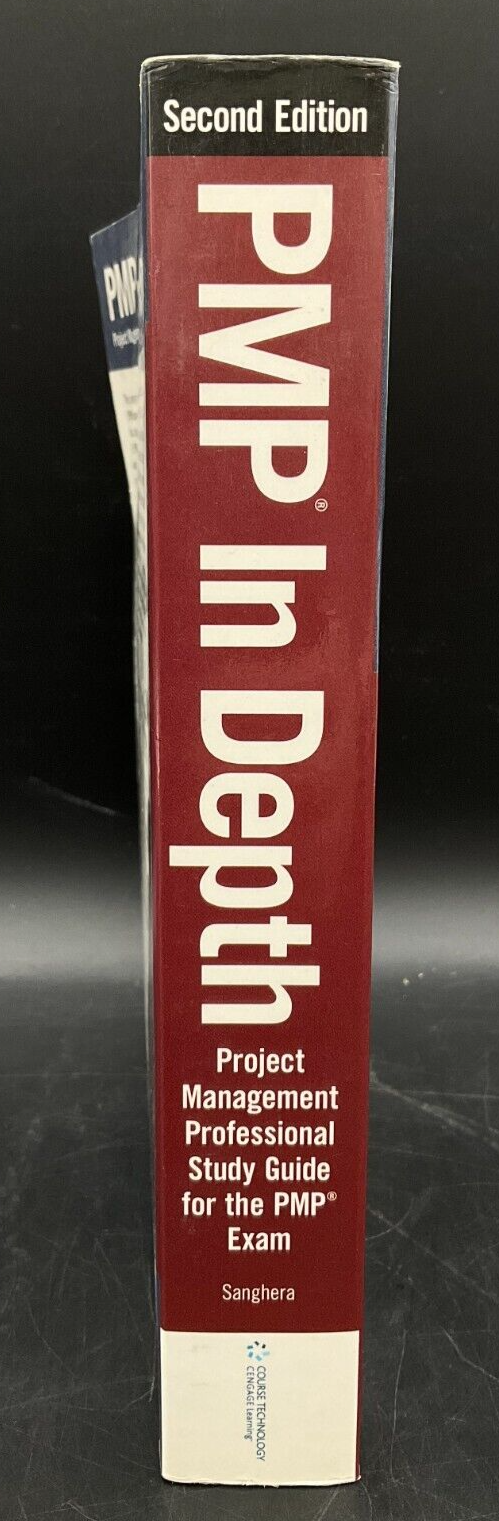 Second Edition
PMP® In Depth
Project
Management
Professional
Study Guide
for the PMP®
Exam
Sanghera
COURSE TECHNOLOGY
CENGAGE Learning™
PMP